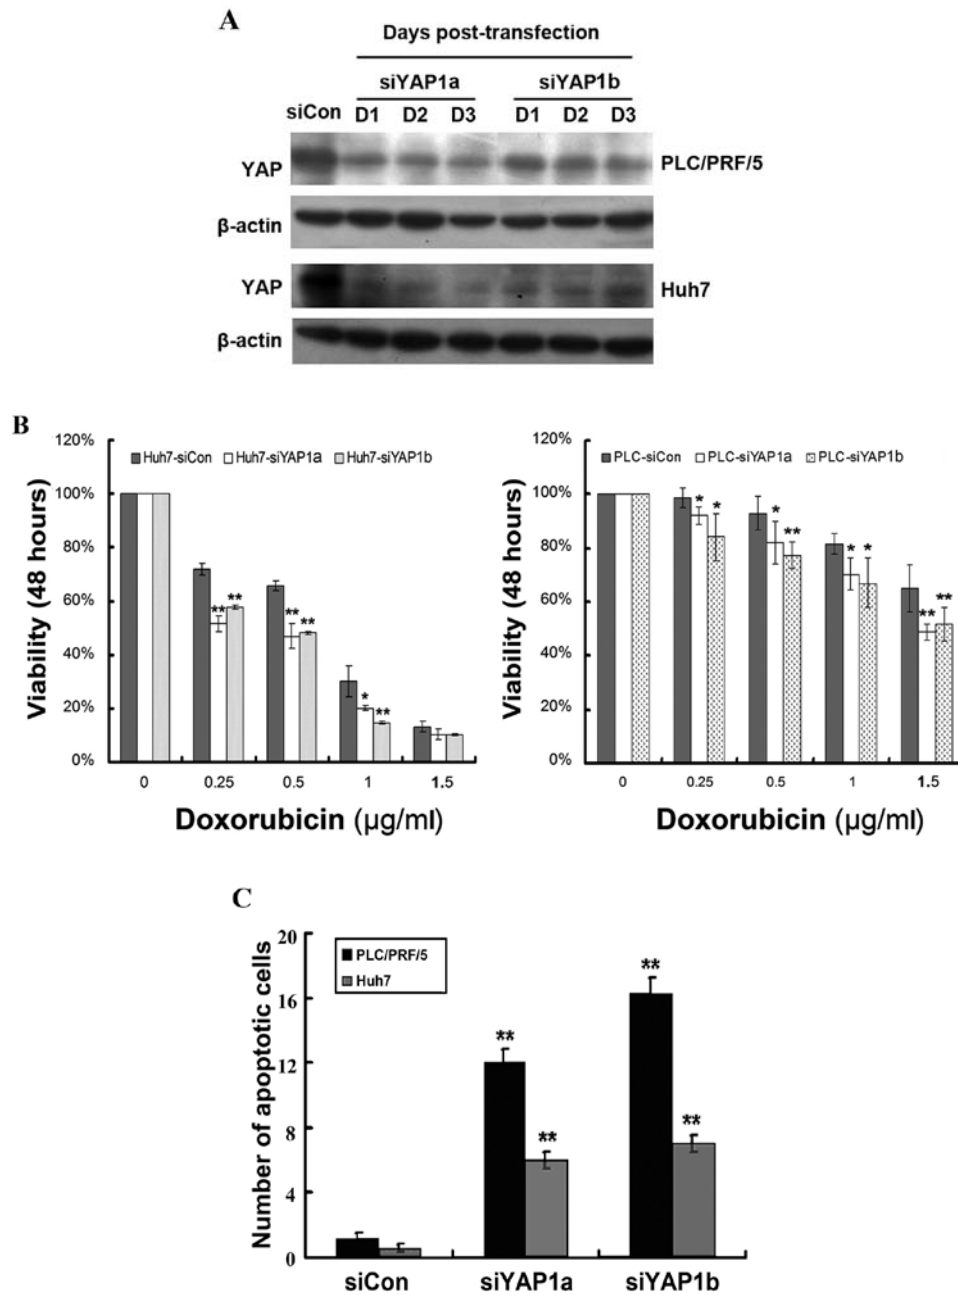 A
Days post-transfection
siYAP1a siYAP1b
siCon D1 D2 D3 D1 D2 D3
YAP PLC/PRF/5
β-actin
YAP Huh7
β-actin
B
120%
100%
80%
60%
40%
20%
0%
Viability (48 hours)
Huh7-siCon Huh7-siYAP1a Huh7-siYAP1b
** ** ** ** * **
0 0.25 0.5 1 1.5
Doxorubicin (μg/ml)
120%
100%
80%
60%
40%
20%
0%
Viability (48 hours)
PLC-siCon PLC-siYAP1a PLC-siYAP1b
* * * ** * * ** **
0 0.25 0.5 1 1.5
Doxorubicin (μg/ml)
C
20
16
12
8
4
0
Number of apoptotic cells
PLC/PRF/5
Huh7
** ** ** **
siCon siYAP1a siYAP1b